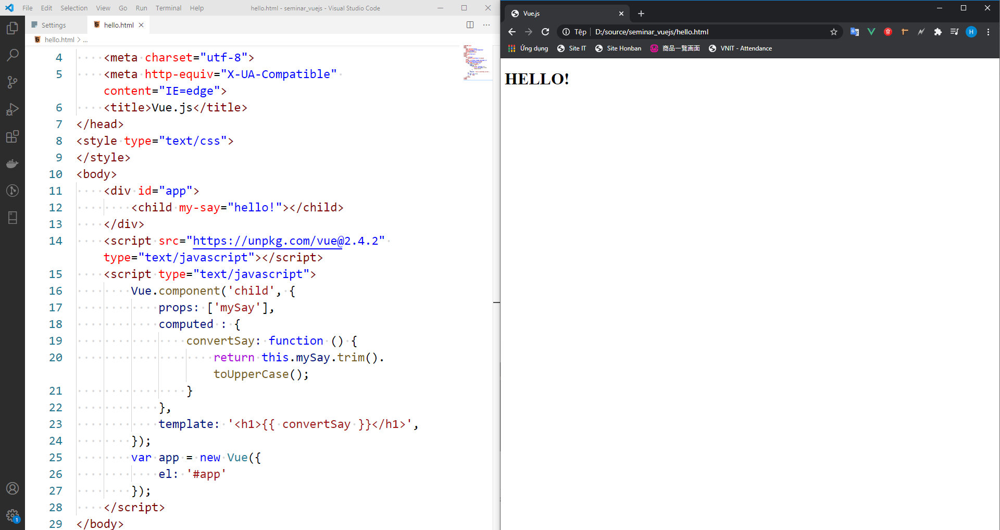 File Edit Selection View Go Run Terminal Help hello.html - seminar_vuejs - Visual Studio Code
Settings hello.html
hello.html > ...
4 <meta charset="utf-8">
5 <meta http-equiv="X-UA-Compatible"
content="IE=edge">
6 <title>Vue.js</title>
7 </head>
8 <style type="text/css">
9 </style>
10 <body>
11 <div id="app">
12 <child my-say="hello!"></child>
13 </div>
14 <script src="https://unpkg.com/vue@2.4.2"
type="text/javascript"></script>
15 <script type="text/javascript">
16 Vue.component('child', {
17 props: ['mySay'],
18 computed : {
19 convertSay: function () {
20 return this.mySay.trim().
toUpperCase();
21 }
22 },
23 template: '<h1>{{ convertSay }}</h1>',
24 });
25 var app = new Vue({
26 el: '#app'
27 });
28 </script>
29 </body>
1
Vue.js
Tệp D:/source/seminar_vuejs/hello.html H
Ứng dụng Site IT Site Honban 商品一覧画面 VNIT - Attendance
HELLO!